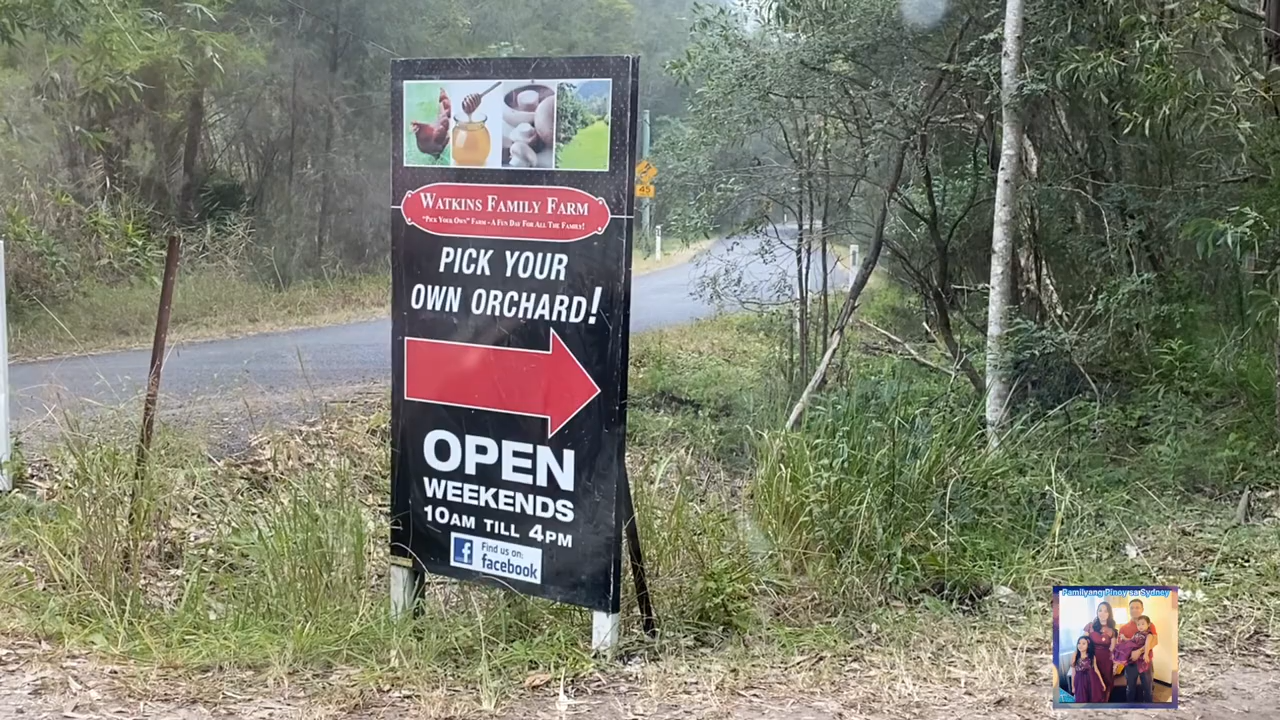 45
WATKINS FAMILY FARM
"PICK YOUR OWN" FARM - A FUN DAY FOR ALL THE FAMILY!
PICK YOUR
OWN ORCHARD!
OPEN
WEEKENDS
10AM TILL 4PM
f Find us on:
facebook
Pamilyang Pinoy sa Sydney